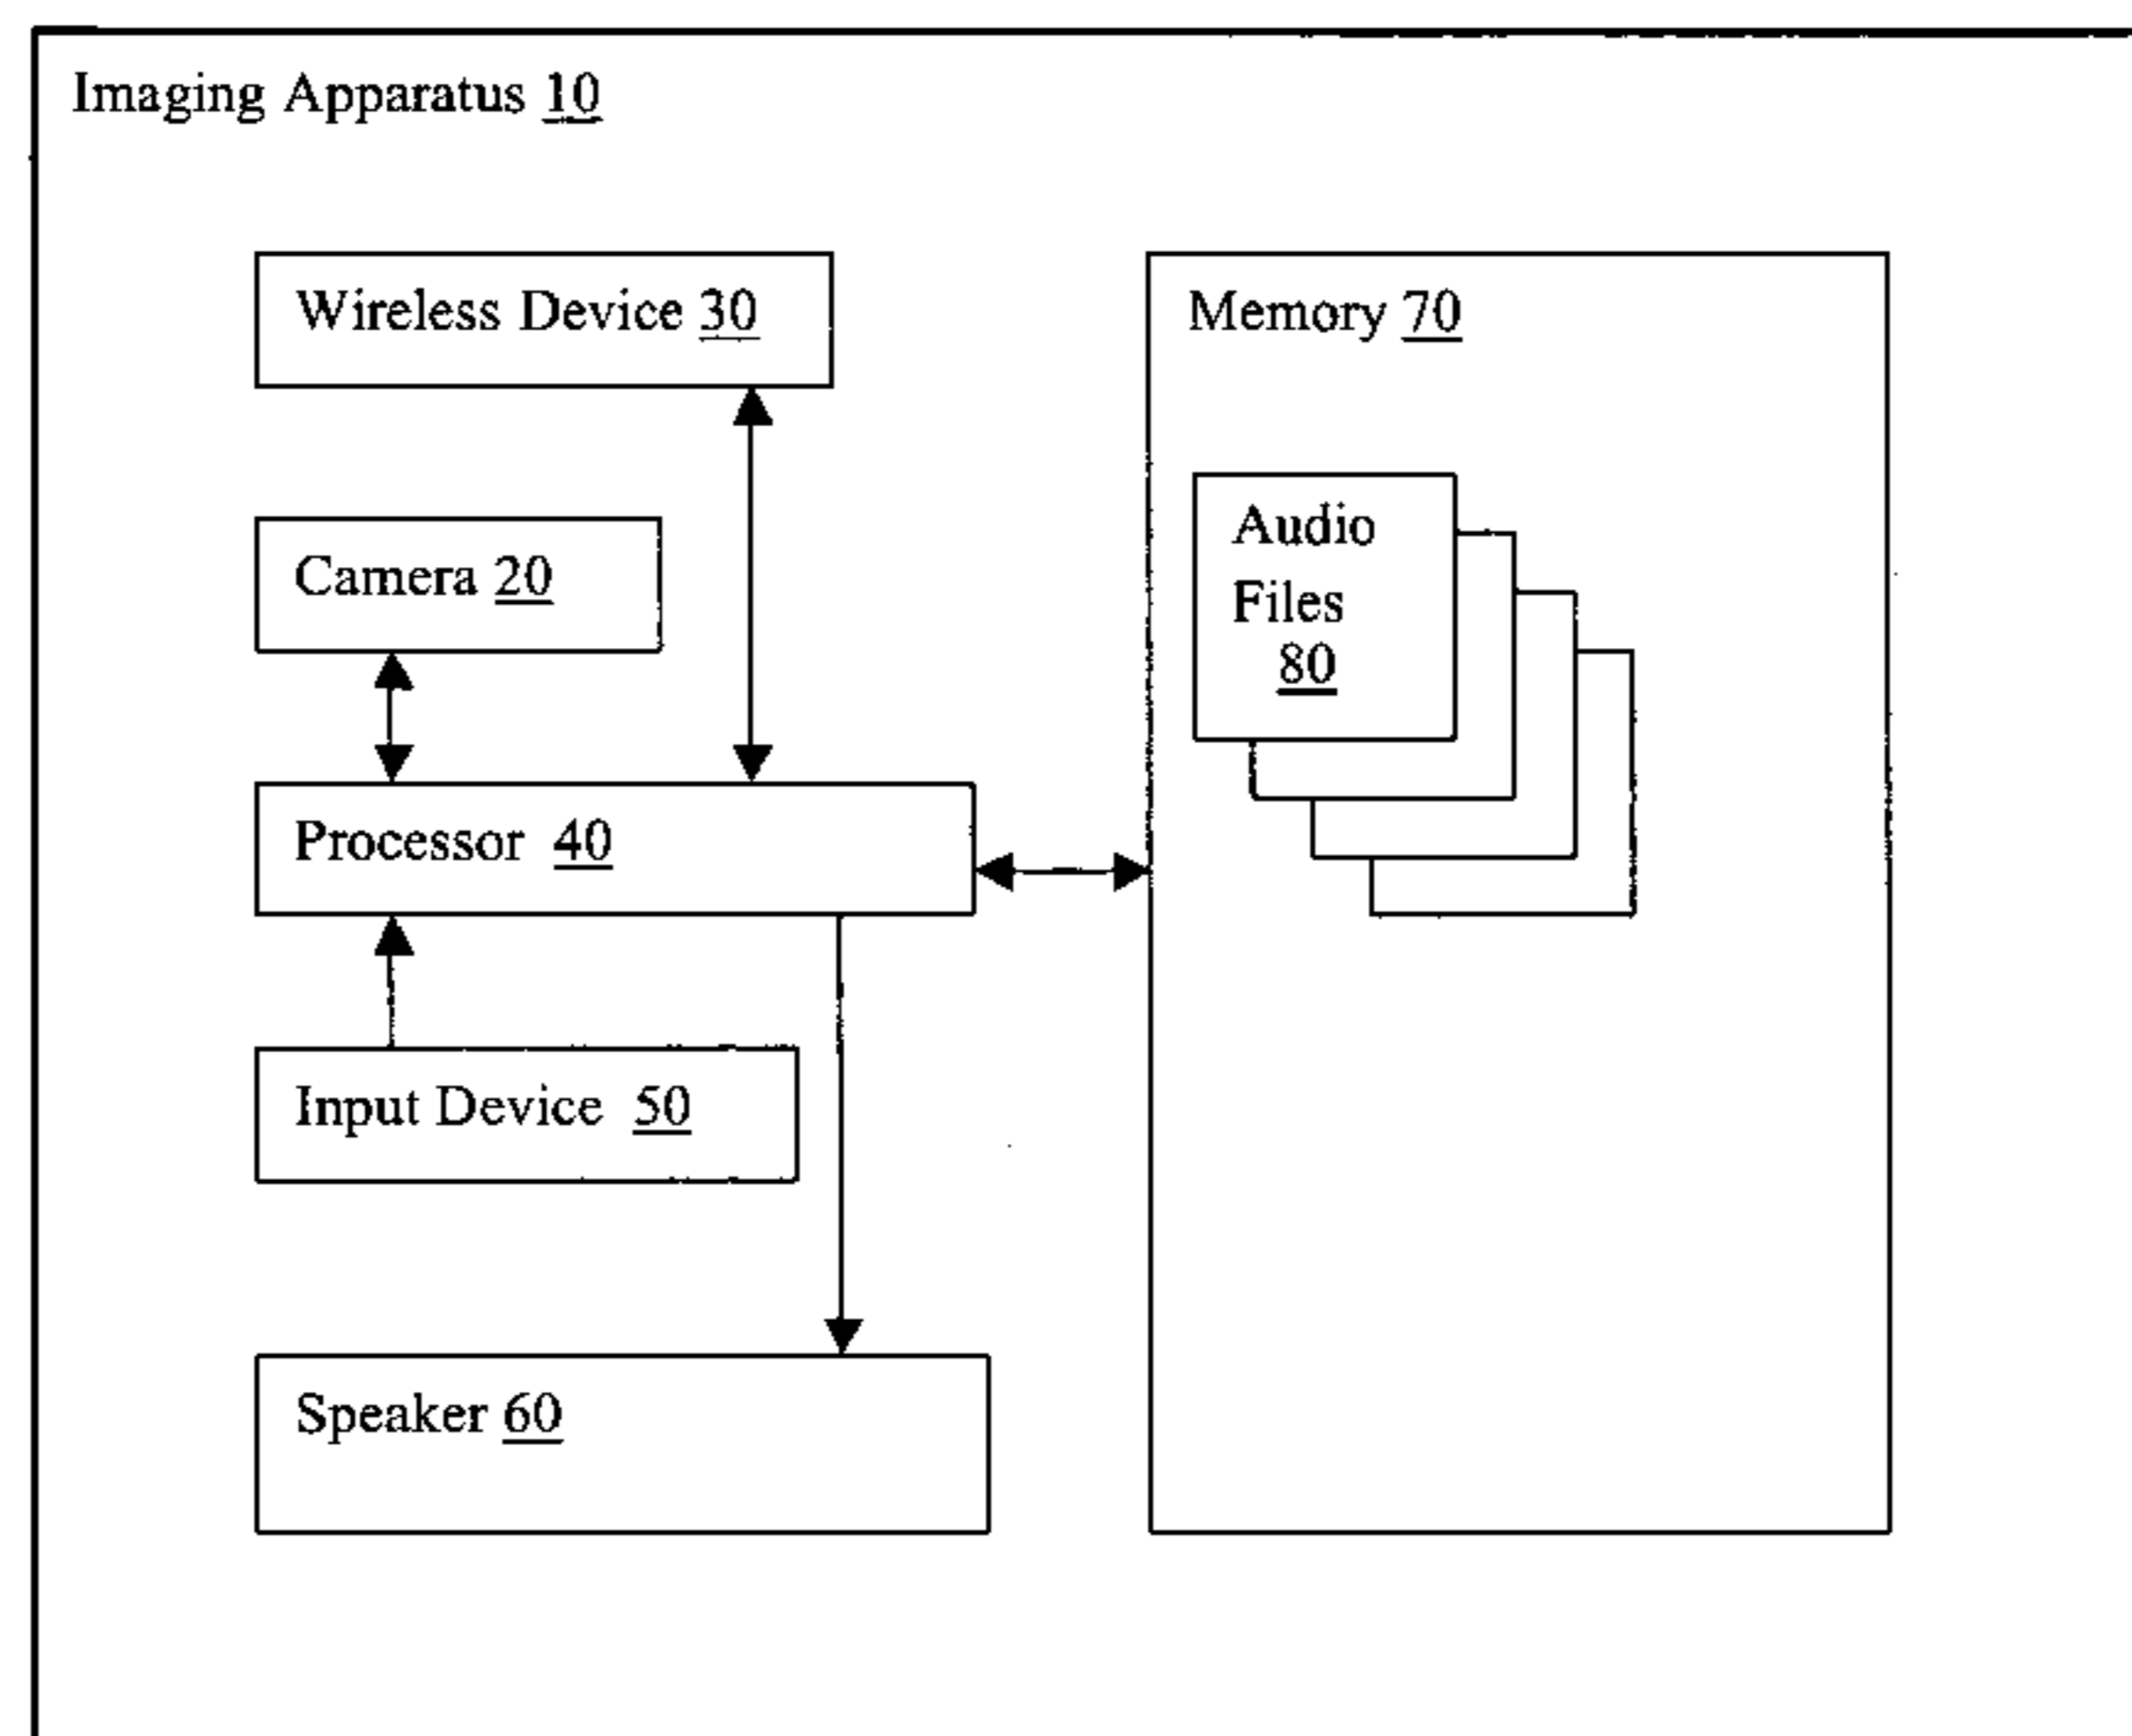 Imaging Apparatus 10
Wireless Device 30
Camera 20
Processor 40
Input Device 50
Speaker 60
Memory 70
Audio
Files
80